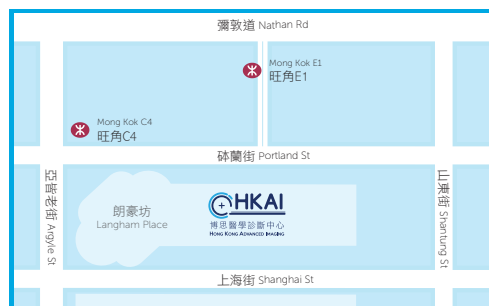 彌敦道 Nathan Rd
Mong Kok E1
旺角E1
Mong Kok C4
旺角C4
砵蘭街 Portland St
亞皆老街 Argyle St
朗豪坊
Langham Place
HKAI
博思醫學診斷中心
HONG KONG ADVANCED IMAGING
山東街 Shantung St
上海街 Shanghai St